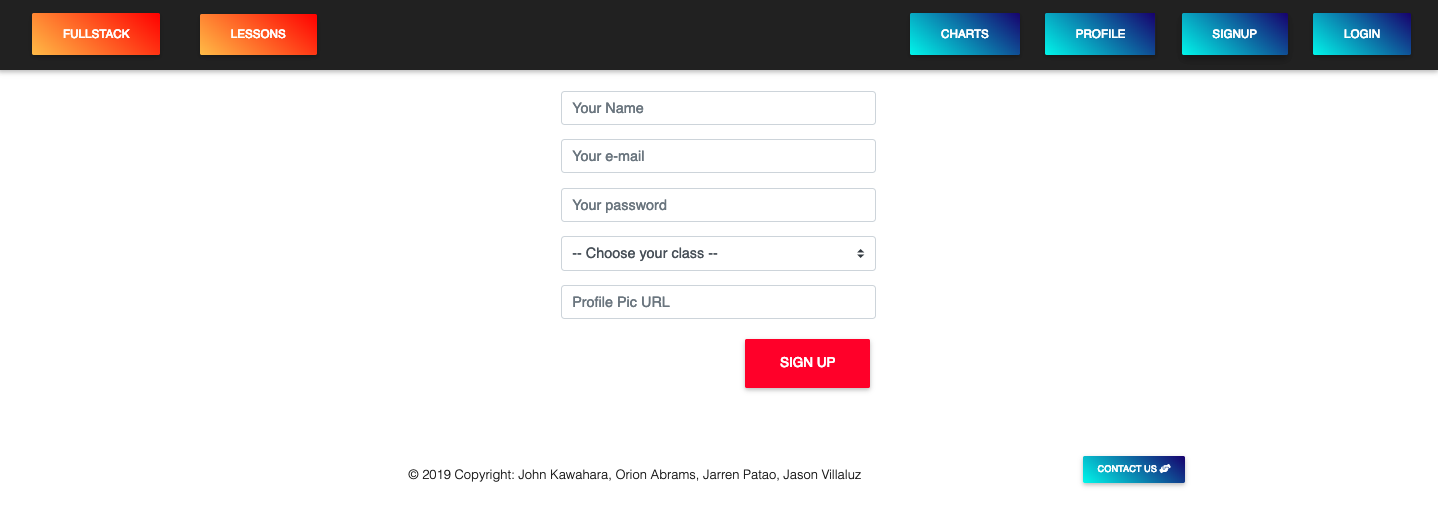 FULLSTACK LESSONS CHARTS PROFILE SIGNUP LOGIN
Your Name
Your e-mail
Your password
-- Choose your class --
Profile Pic URL
SIGN UP
© 2019 Copyright: John Kawahara, Orion Abrams, Jarren Patao, Jason Villaluz
CONTACT US